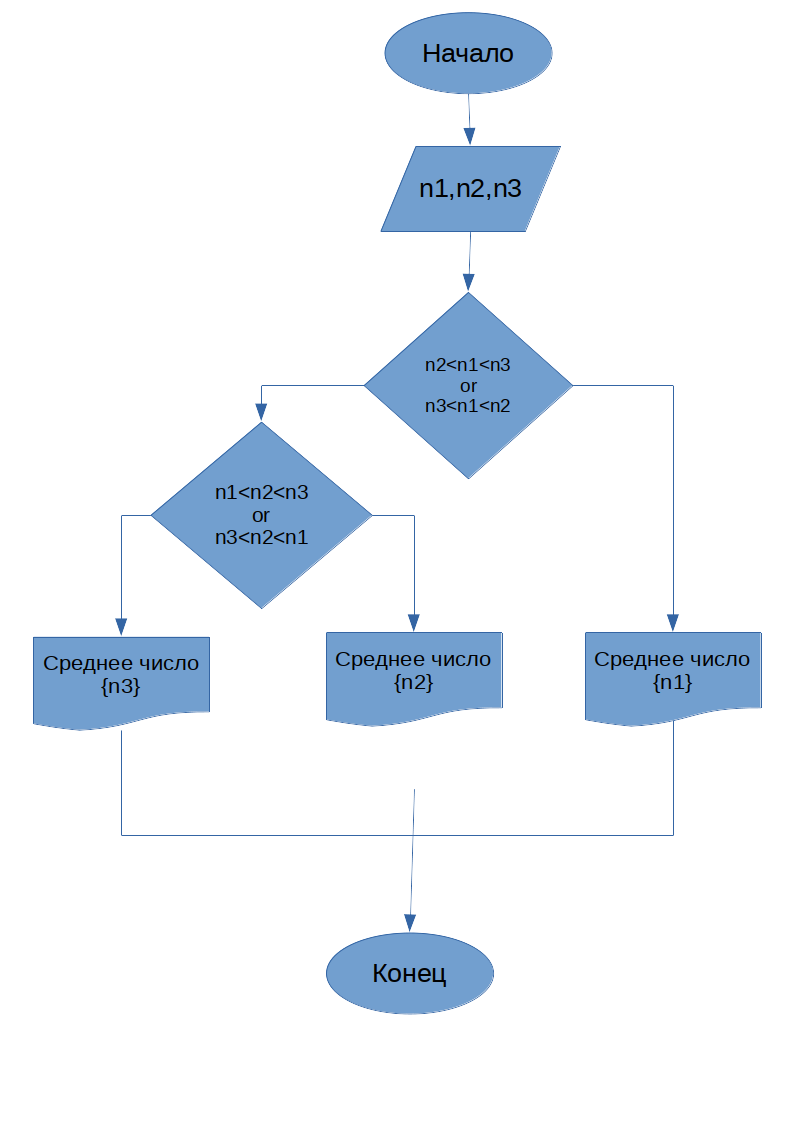 Начало
n1,n2,n3
n2<n1<n3
or
n3<n1<n2
n1<n2<n3
or
n3<n2<n1
Среднее число
{n3}
Среднее число
{n2}
Среднее число
{n1}
Конец